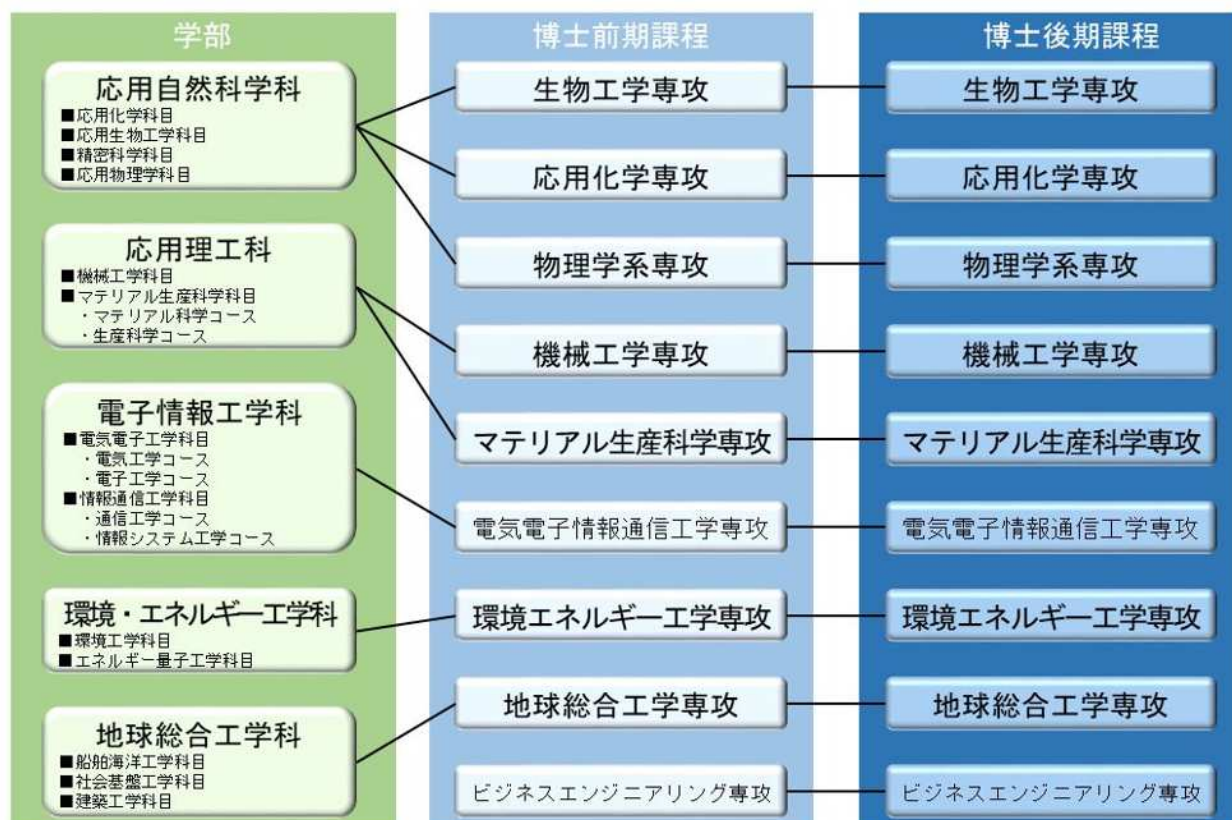 学部
応用自然科学科
■応用化学科目
■応用生物工学科目
■精密科学科目
■応用物理学科目
応用理工科
■機械工学科目
■マテリアル生産科学科目
・マテリアル科学コース
・生産科学コース
電子情報工学科
■電気電子工学科目
・電気工学コース
・電子工学コース
■情報通信工学科目
・通信工学コース
・情報システム工学コース
環境・エネルギー工学科
■環境工学科目
■エネルギー量子工学科目
地球総合工学科
■船舶海洋工学科目
■社会基盤工学科目
■建築工学科目
博士前期課程
生物工学専攻
応用化学専攻
物理学系専攻
機械工学専攻
マテリアル生産科学専攻
電気電子情報通信工学専攻
環境エネルギー工学専攻
地球総合工学専攻
ビジネスエンジニアリング専攻
博士後期課程
生物工学専攻
応用化学専攻
物理学系専攻
機械工学専攻
マテリアル生産科学専攻
電気電子情報通信工学専攻
環境エネルギー工学専攻
地球総合工学専攻
ビジネスエンジニアリング専攻